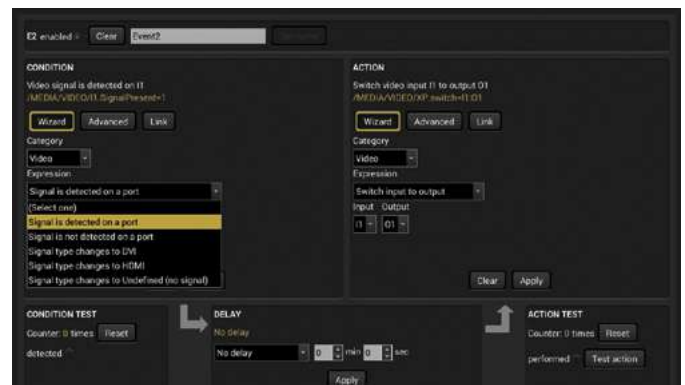 E2 enabled Clear Event2
CONDITION
Video signal is detected on I1
/MEDIA/VIDEO/I1.SignalPresent=1
Wizard Advanced Link
Category
Video
Expression
Signal is detected on a port
(Select one)
Signal is detected on a port
Signal is not detected on a port
Signal type changes to DVI
Signal type changes to HDMI
Signal type changes to Undefined (no signal)
ACTION
Switch video input I1 to output O1
/MEDIA/VIDEO/XP:switch=I1:O1
Wizard Advanced Link
Category
Video
Expression
Switch input to output
Input Output
I1 O1
Clear Apply
CONDITION TEST
Counter: 0 times Reset
detected
DELAY
No delay
No delay 0 min 0 sec
Apply
ACTION TEST
Counter: 0 times Reset
performed Test action